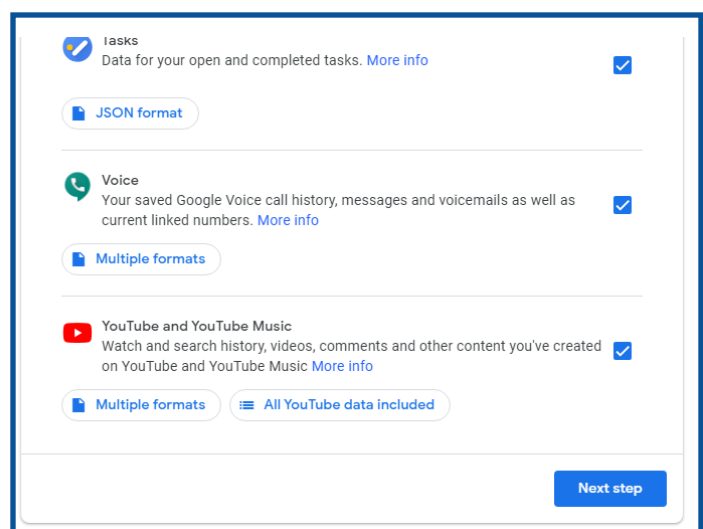 Tasks
Data for your open and completed tasks. More info
JSON format
Voice
Your saved Google Voice call history, messages and voicemails as well as
current linked numbers. More info
Multiple formats
YouTube and YouTube Music
Watch and search history, videos, comments and other content you've created
on YouTube and YouTube Music More info
Multiple formats All YouTube data included
Next step